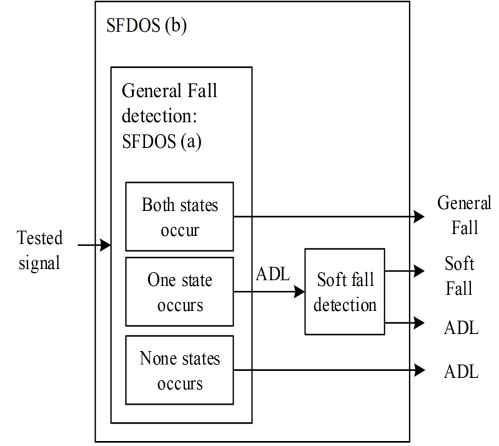 SFDOS (b)
General Fall
detection:
SFDOS (a)
Both states
occur
General
Fall
Tested
signal
One state
occurs
ADL
Soft fall
detection
Soft
Fall
ADL
None states
occurs
ADL